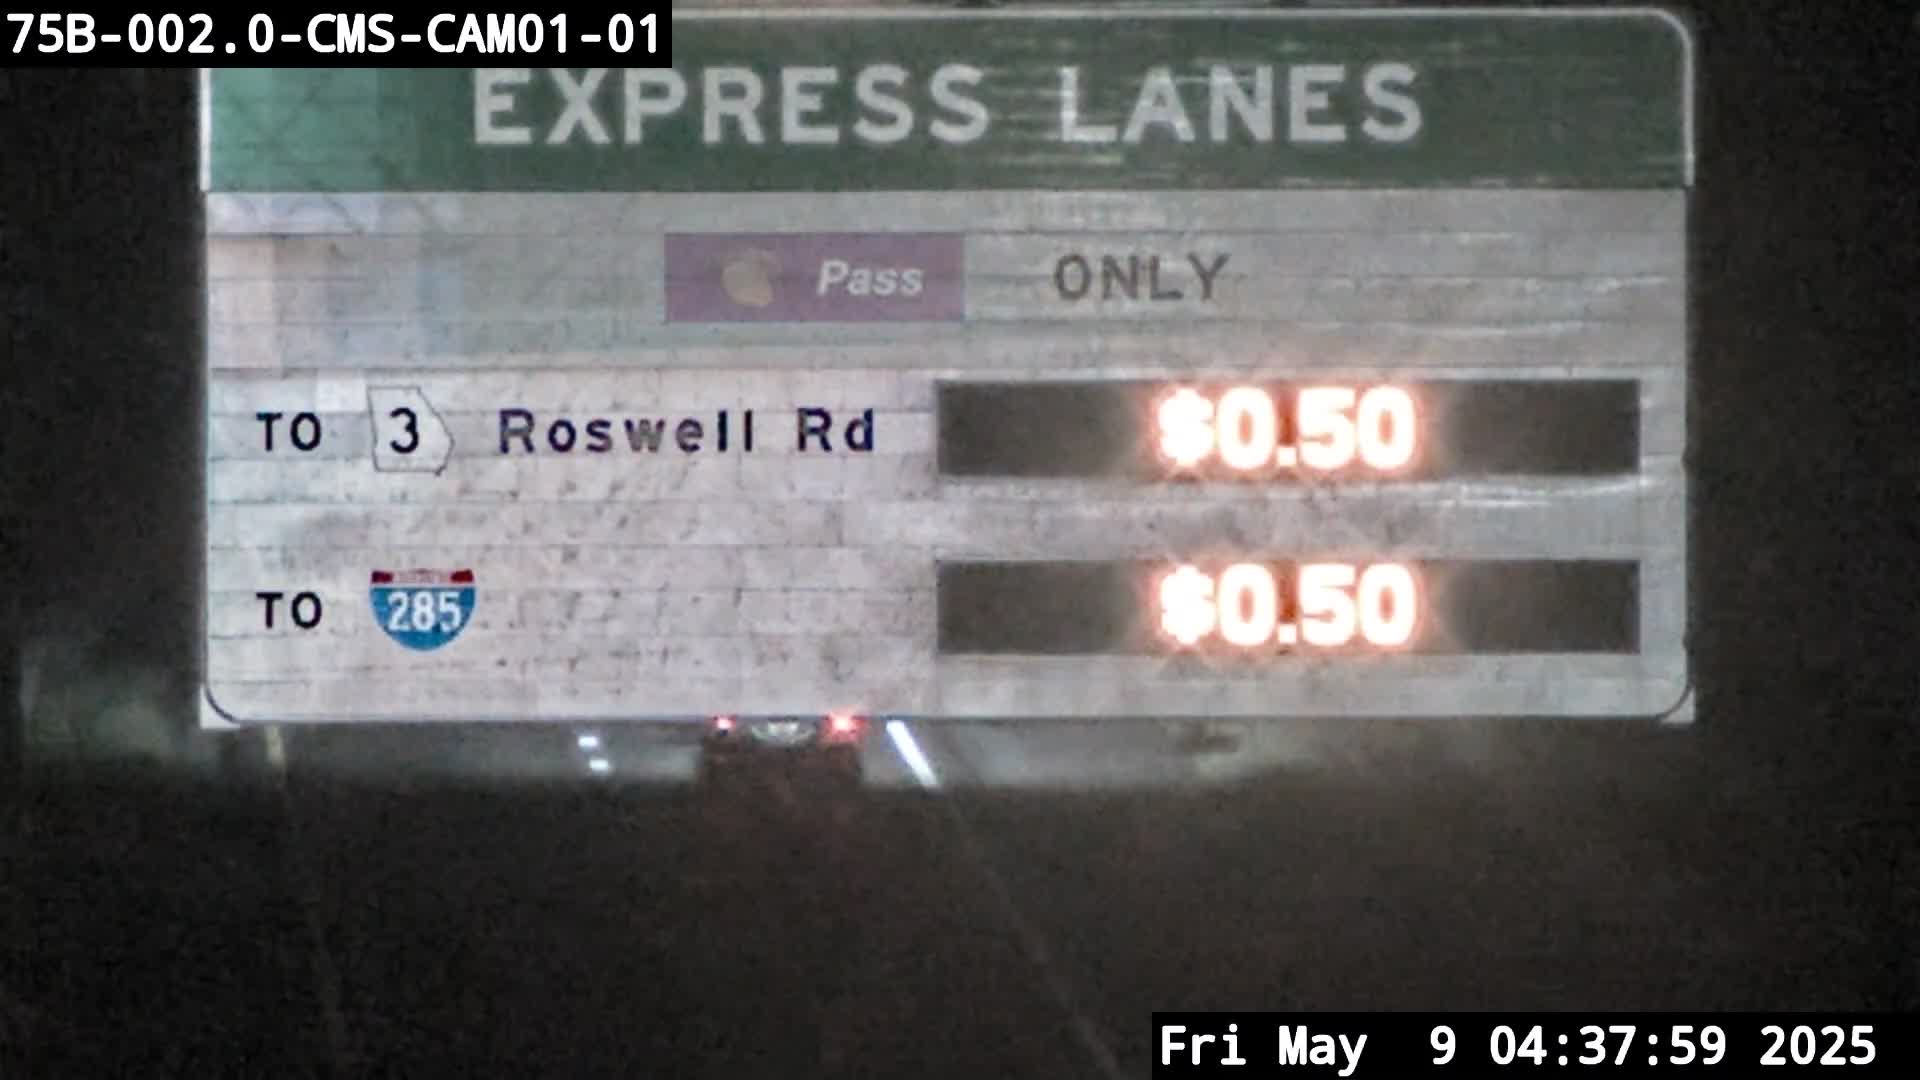 75B-002.0-CMS-CAM01-01
EXPRESS LANES
Pass ONLY
TO 3 Roswell Rd $0.50
TO 285 $0.50
Fri May 9 04:37:59 2025